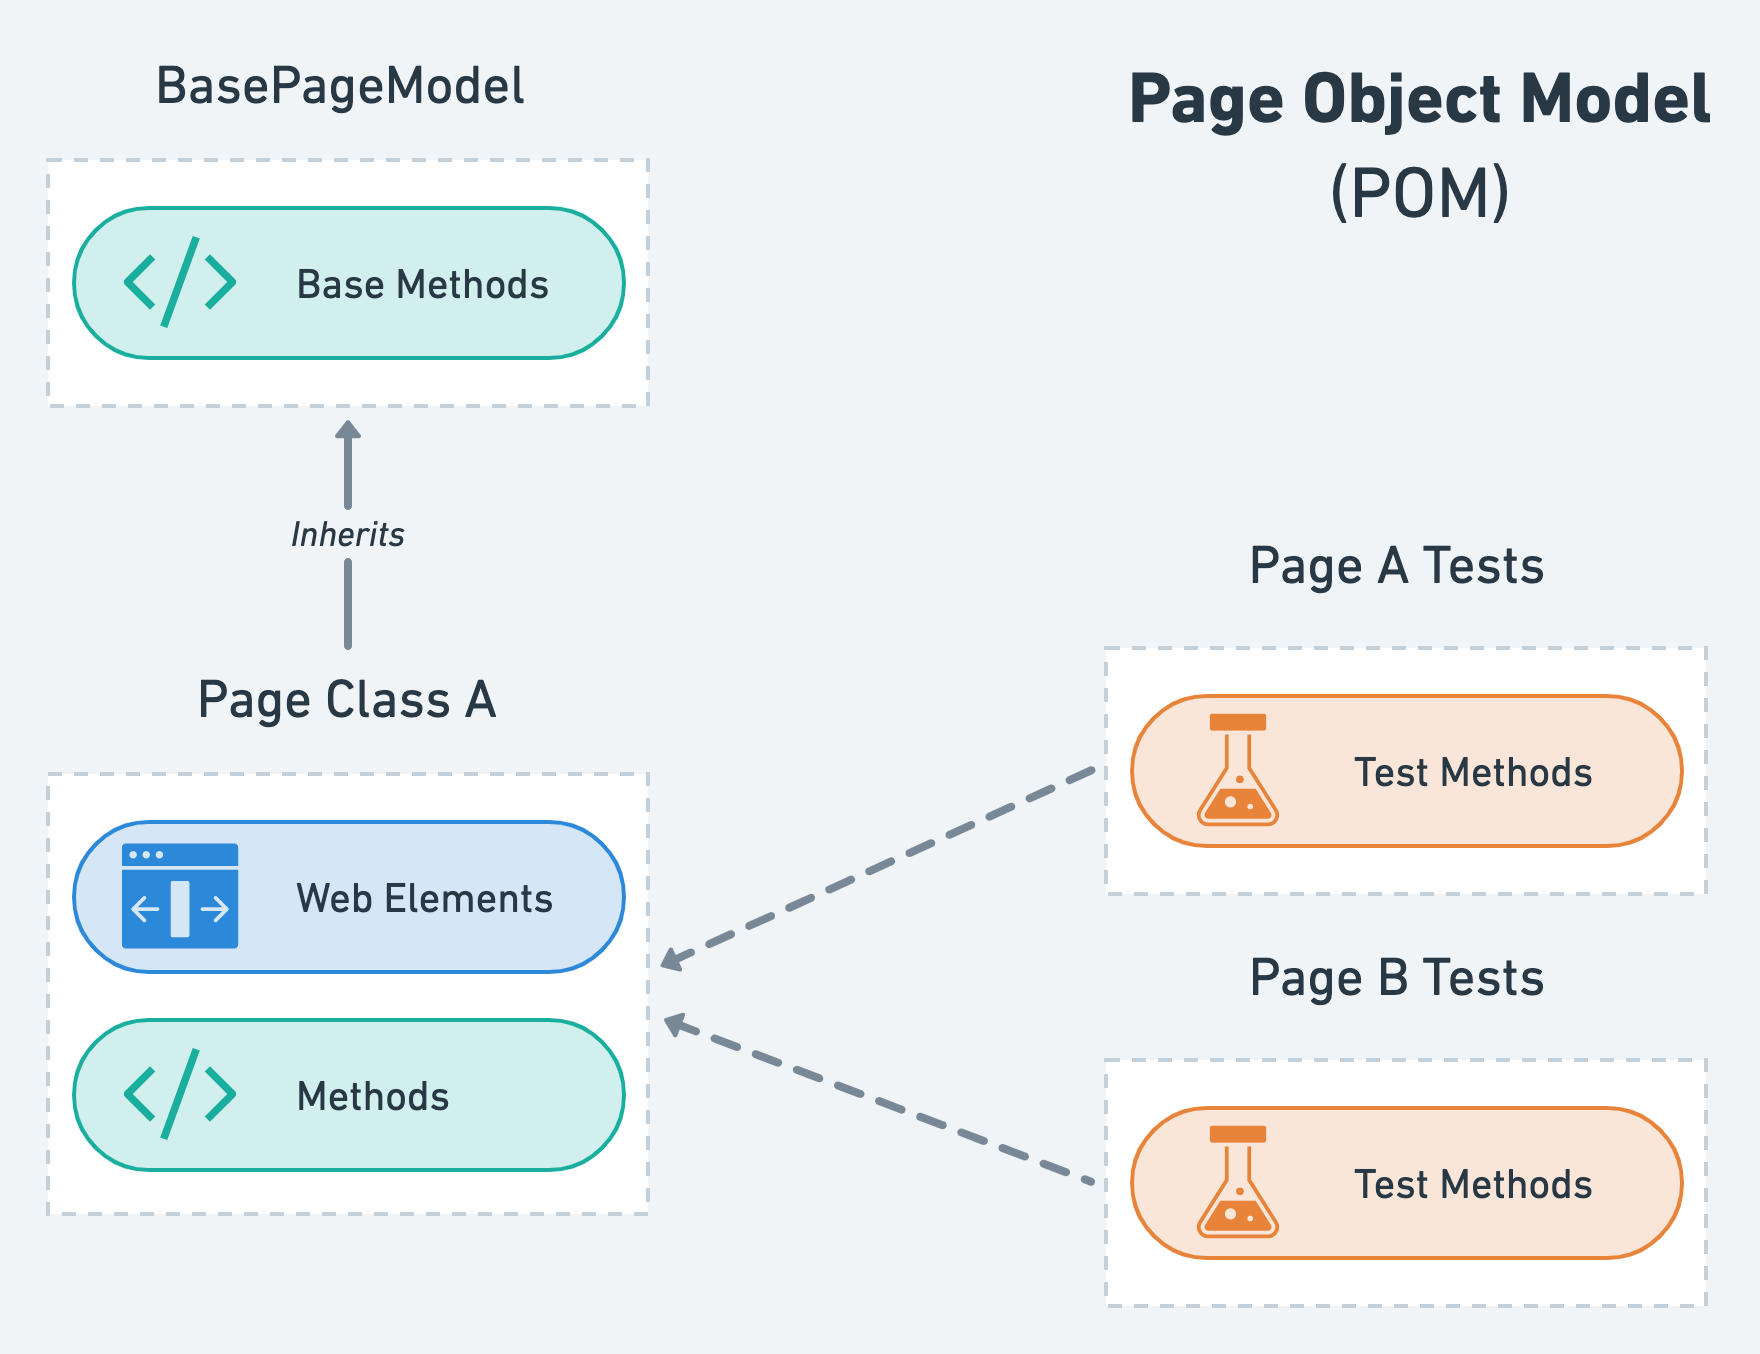 BasePageModel
Page Object Model
(POM)
Base Methods
Inherits
Page Class A
Web Elements
Methods
Page A Tests
Test Methods
Page B Tests
Test Methods